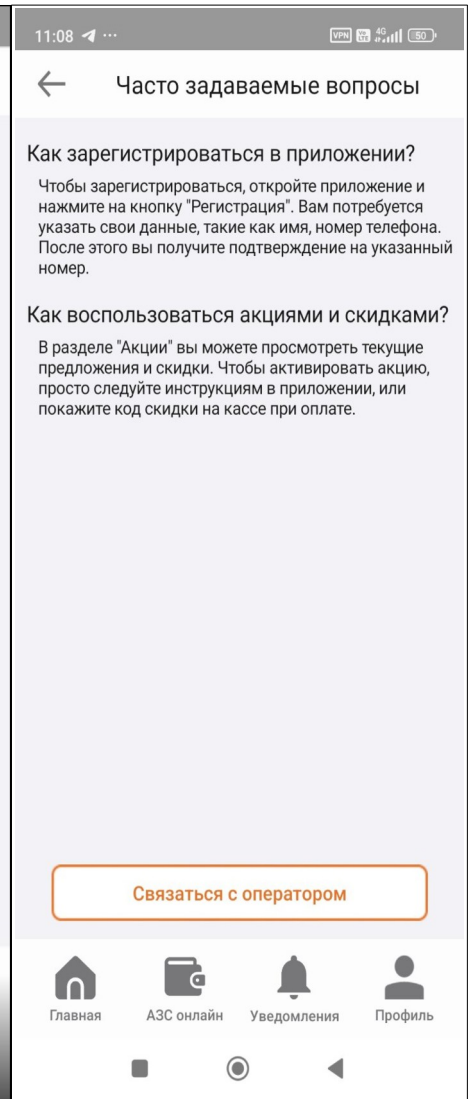 11:08
VPN 4G 50
Часто задаваемые вопросы
Как зарегистрироваться в приложении?
Чтобы зарегистрироваться, откройте приложение и
нажмите на кнопку "Регистрация". Вам потребуется
указать свои данные, такие как имя, номер телефона.
После этого вы получите подтверждение на указанный
номер.
Как воспользоваться акциями и скидками?
В разделе "Акции" вы можете просмотреть текущие
предложения и скидки. Чтобы активировать акцию,
просто следуйте инструкциям в приложении, или
покажите код скидки на кассе при оплате.
Связаться с оператором
Главная АЗС онлайн Уведомления Профиль